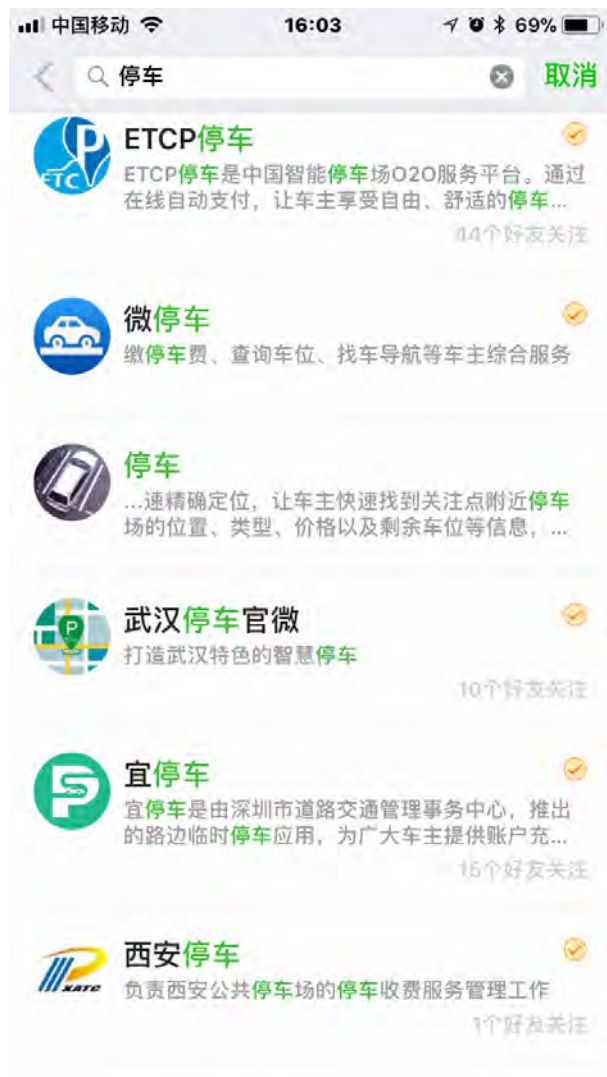 中国移动 16:03 69%
停车 取消
P ETC
ETCP停车
ETCP停车是中国智能停车场O2O服务平台。通过
在线自动支付，让车主享受自由、舒适的停车...
44个好友关注
微停车
缴停车费、查询车位、找车导航等车主综合服务
停车
...速精确定位，让车主快速找到关注点附近停车
场的位置、类型、价格以及剩余车位等信息，...
P
武汉停车官微
打造武汉特色的智慧停车
10个好友关注
宜停车
宜停车是由深圳市道路交通管理事务中心，推出
的路边临时停车应用，为广大车主提供账户充...
15个好友关注
XATC
西安停车
负责西安公共停车场的停车收费服务管理工作
1个好友关注